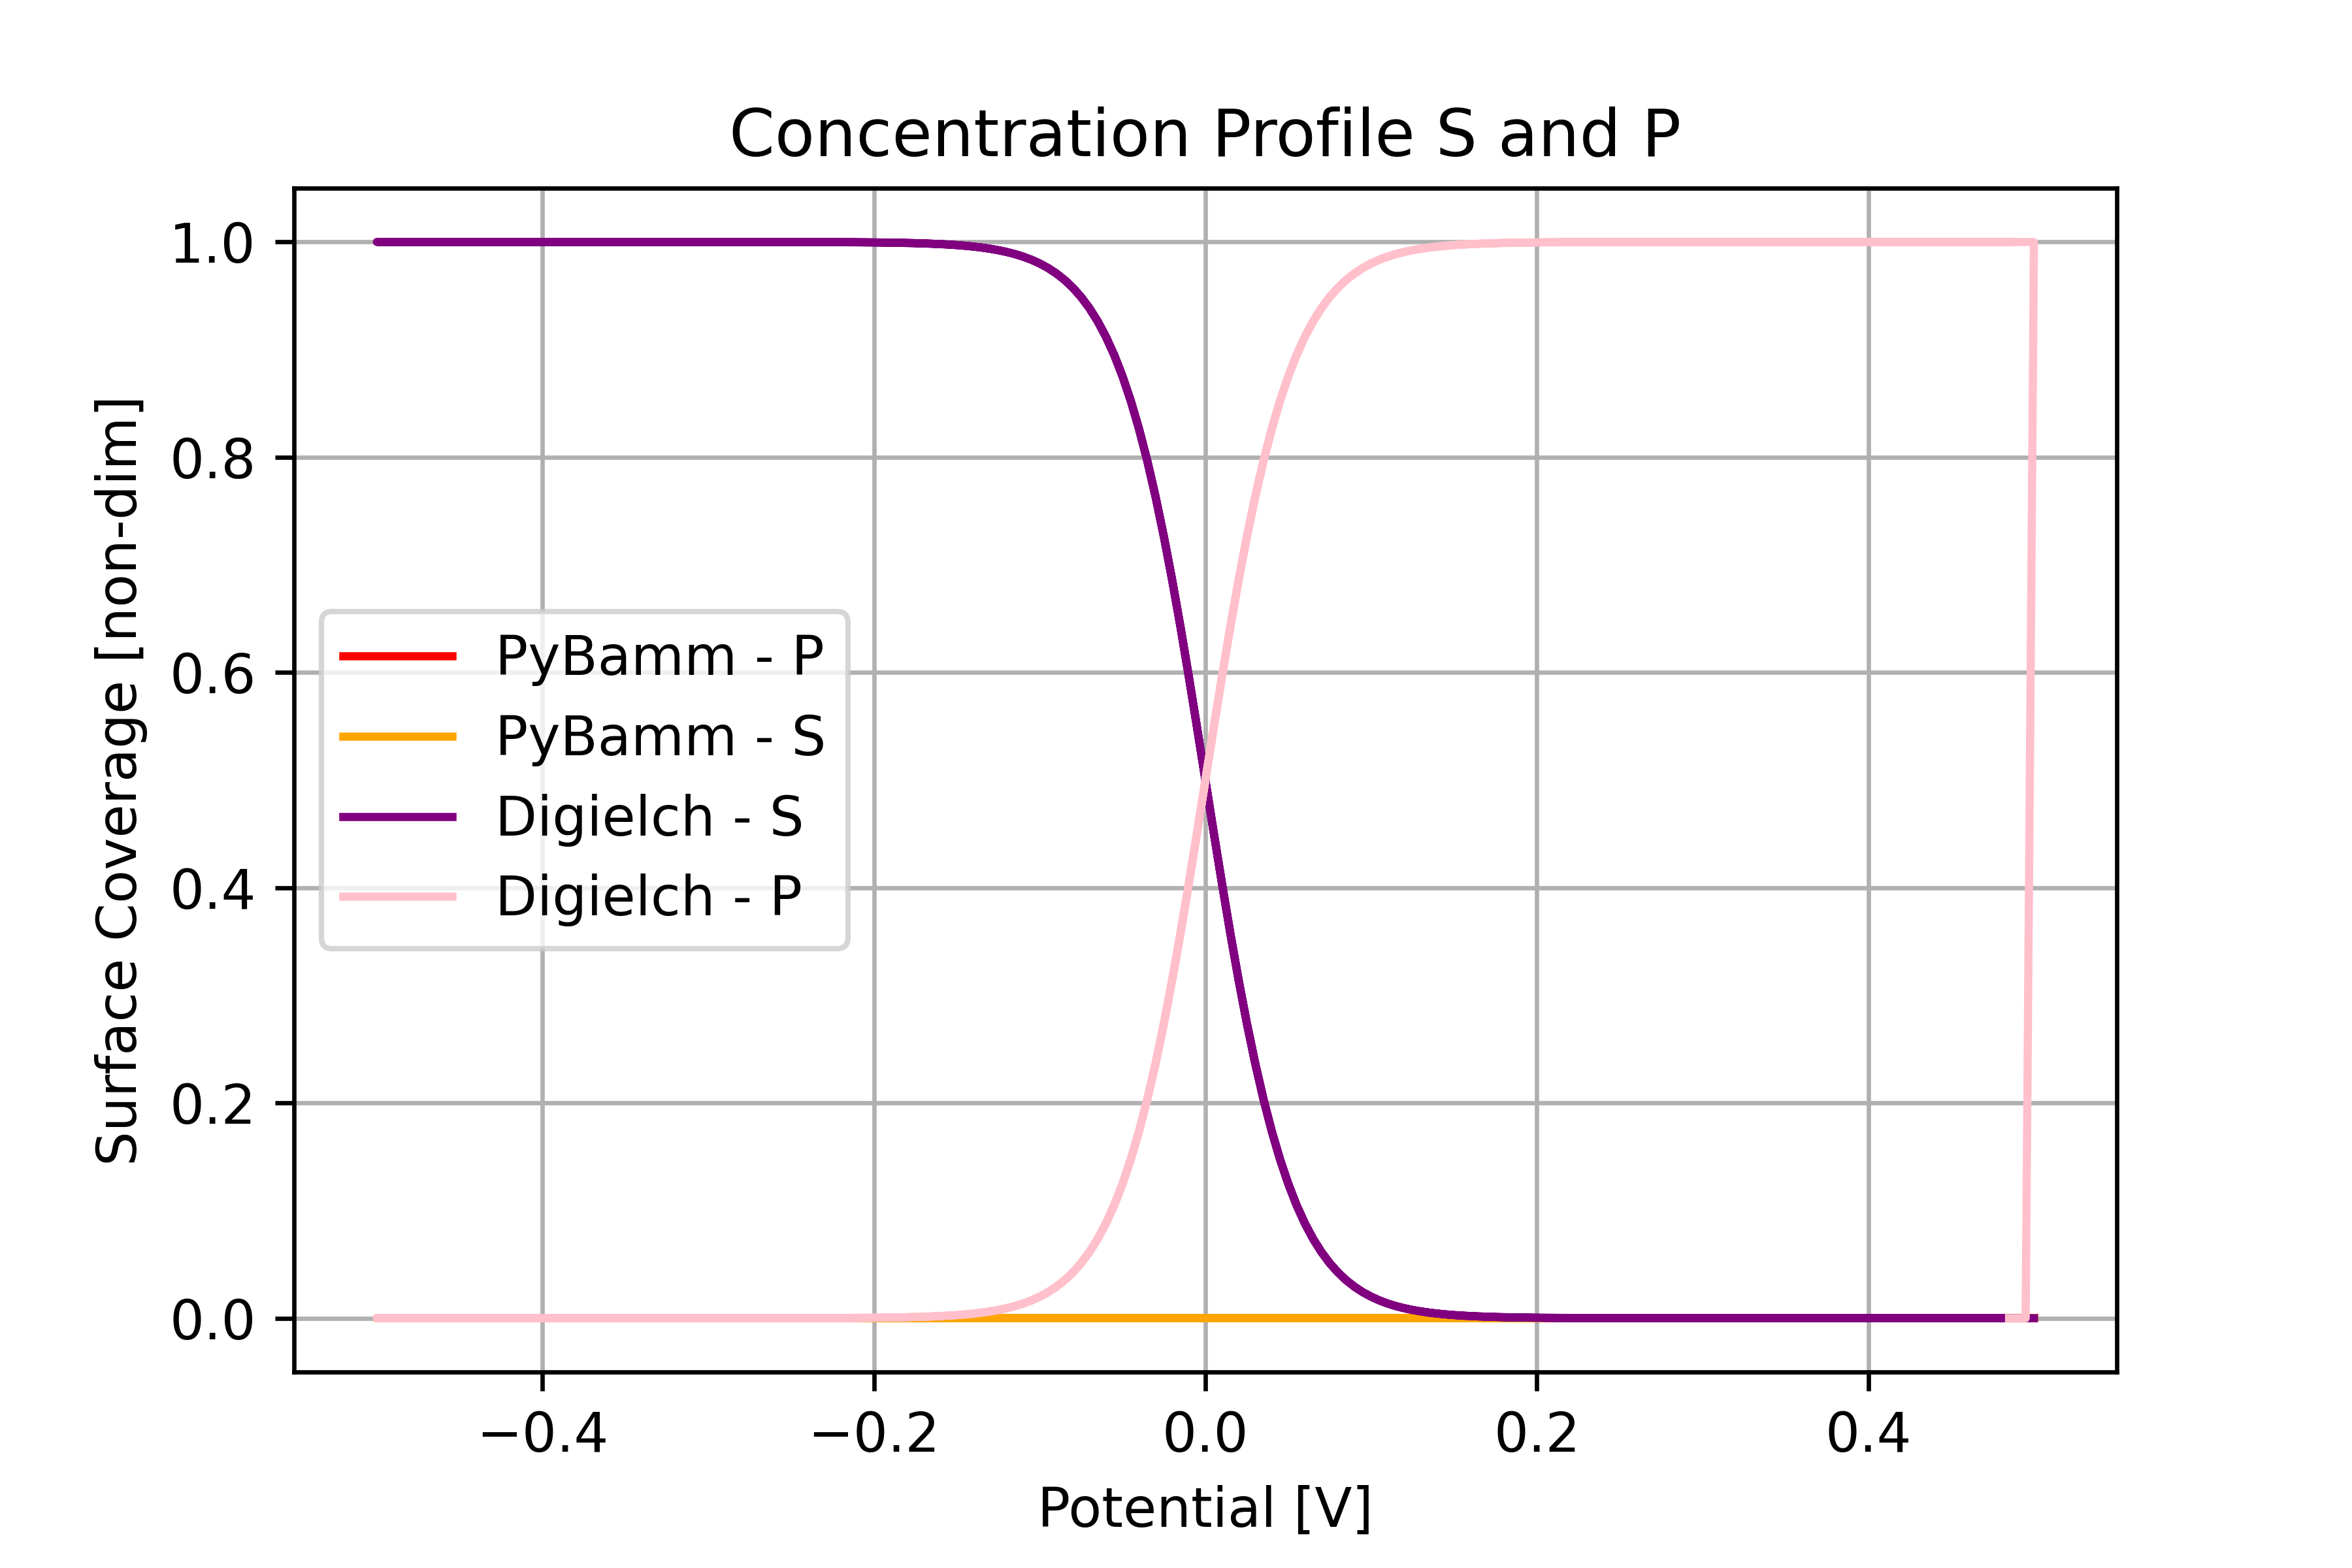 Concentration Profile S and P
Surface Coverage [non-dim]
1.0
0.8
0.6
0.4
0.2
0.0
PyBamm - P
PyBamm - S
Digielch - S
Digielch - P
−0.4
−0.2
0.0
0.2
0.4
Potential [V]